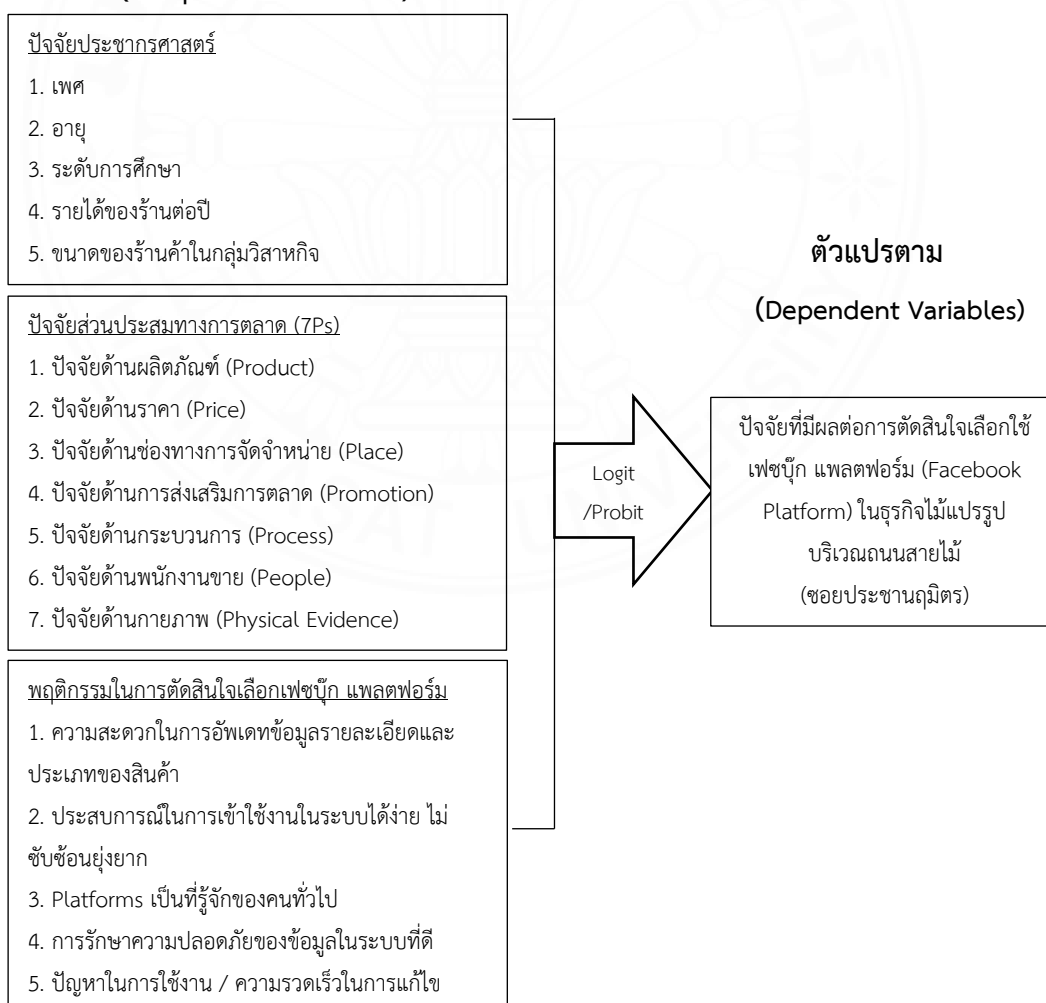 ปัจจัยประชากรศาสตร์
1. เพศ
2. อายุ
3. ระดับการศึกษา
4. รายได้ของร้านต่อปี
5. ขนาดของร้านค้าในกลุ่มวิสาหกิจ
ปัจจัยส่วนประสมทางการตลาด (7Ps)
1. ปัจจัยด้านผลิตภัณฑ์ (Product)
2. ปัจจัยด้านราคา (Price)
3. ปัจจัยด้านช่องทางการจัดจำหน่าย (Place)
4. ปัจจัยด้านการส่งเสริมการตลาด (Promotion)
5. ปัจจัยด้านกระบวนการ (Process)
6. ปัจจัยด้านพนักงานขาย (People)
7. ปัจจัยด้านกายภาพ (Physical Evidence)
พฤติกรรมในการตัดสินใจเลือกเฟซบุ๊ก แพลตฟอร์ม
1. ความสะดวกในการอัพเดทข้อมูลรายละเอียดและ
ประเภทของสินค้า
2. ประสบการณ์ในการเข้าใช้งานในระบบได้ง่าย ไม่
ซับซ้อนยุ่งยาก
3. Platforms เป็นที่รู้จักของคนทั่วไป
4. การรักษาความปลอดภัยของข้อมูลในระบบที่ดี
5. ปัญหาในการใช้งาน / ความรวดเร็วในการแก้ไข
Logit
/Probit
ตัวแปรตาม
(Dependent Variables)
ปัจจัยที่มีผลต่อการตัดสินใจเลือกใช้
เฟซบุ๊ก แพลตฟอร์ม (Facebook
Platform) ในธุรกิจไม้แปรรูป
บริเวณถนนสายไม้
(ซอยประชานฤมิตร)